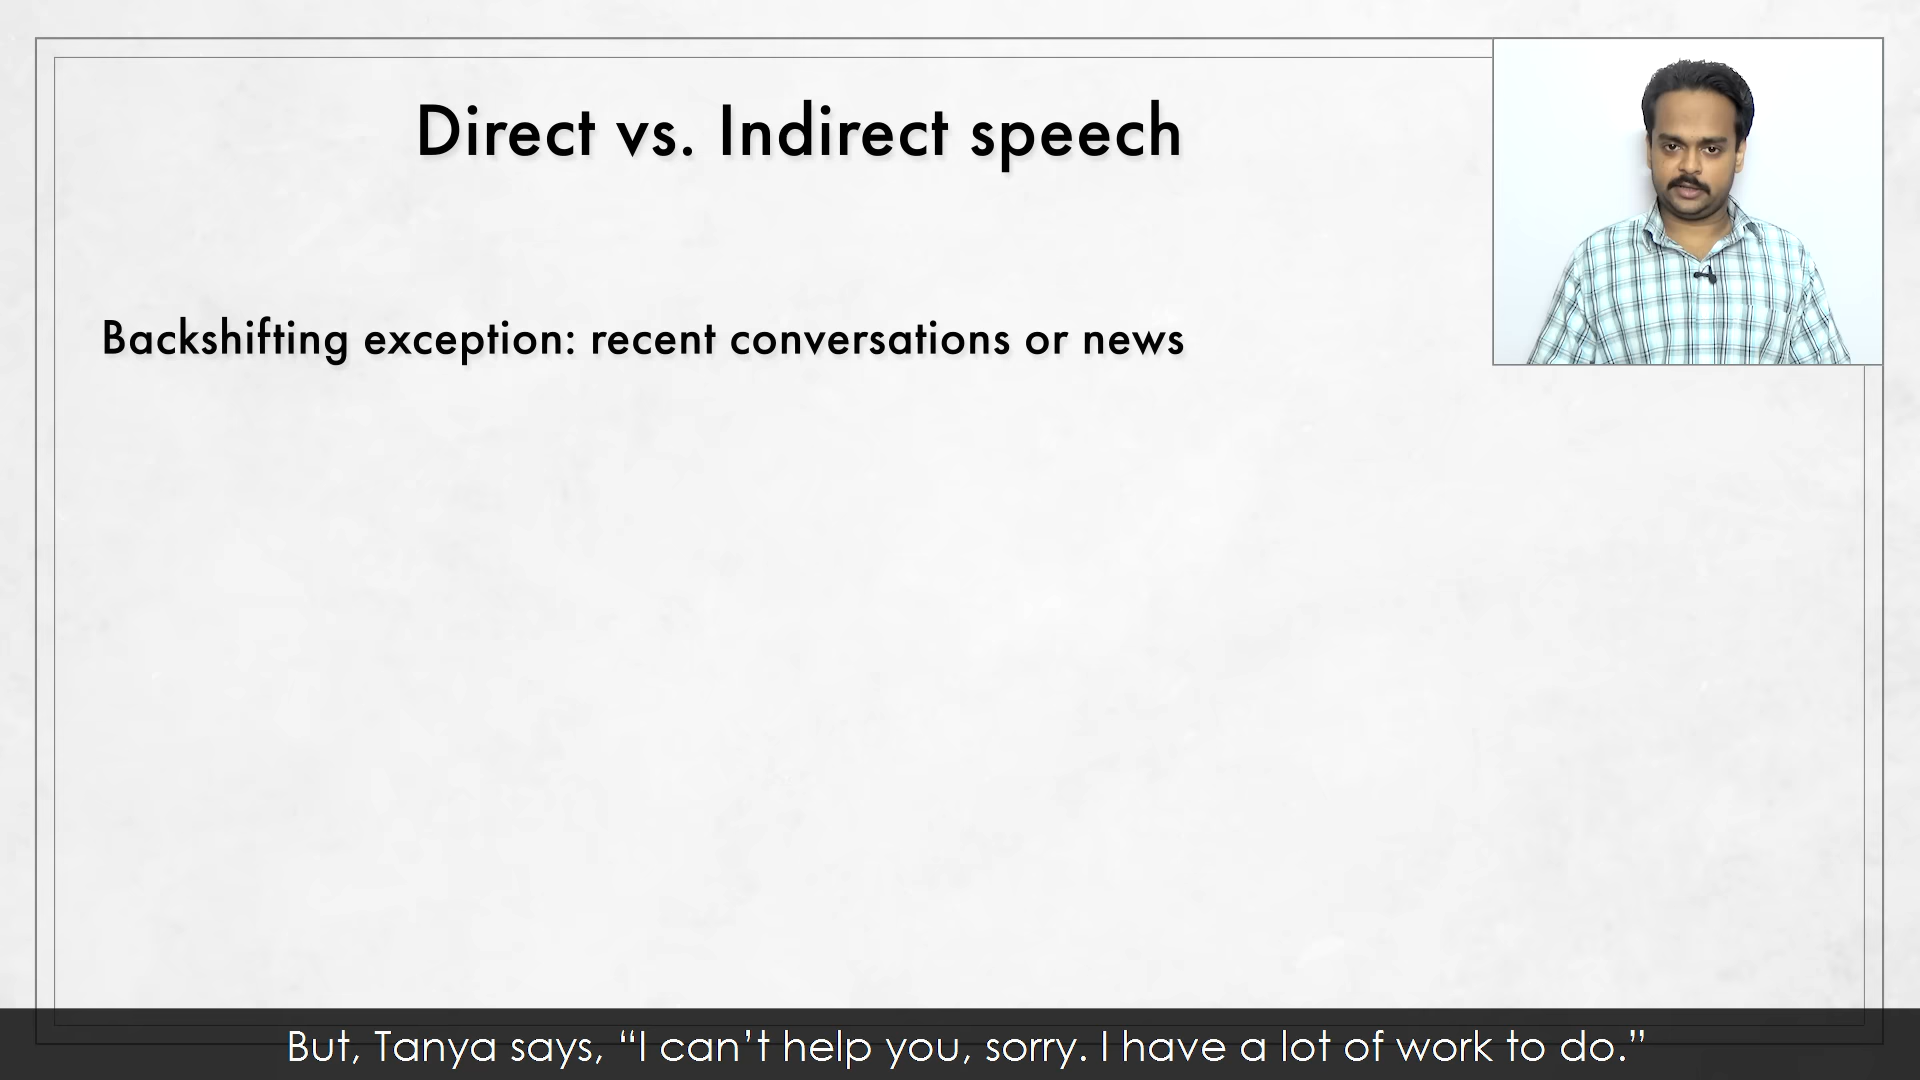 Direct vs. Indirect speech
Backshifting exception: recent conversations or news
But, Tanya says, “I can’t help you, sorry. I have a lot of work to do.”